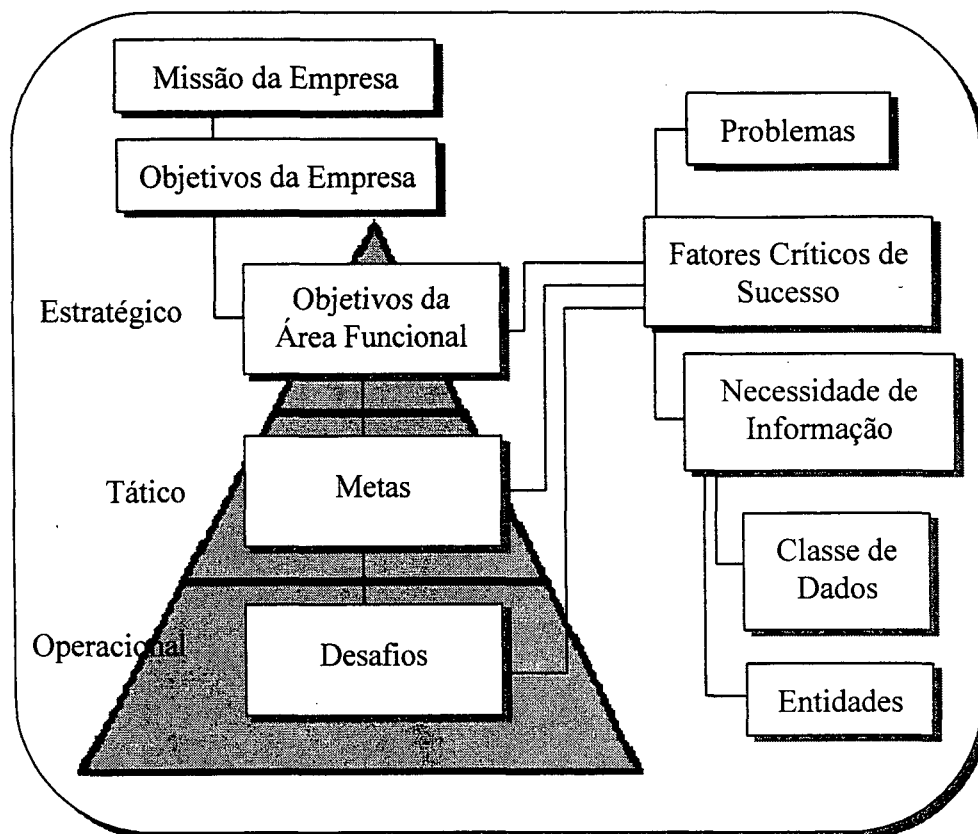 Missão da Empresa
Objetivos da Empresa
Estratégico
Objetivos da
Área Funcional
Tático
Metas
Operacional
Desafios
Problemas
Fatores Críticos de
Sucesso
Necessidade de
Informação
Classe de
Dados
Entidades